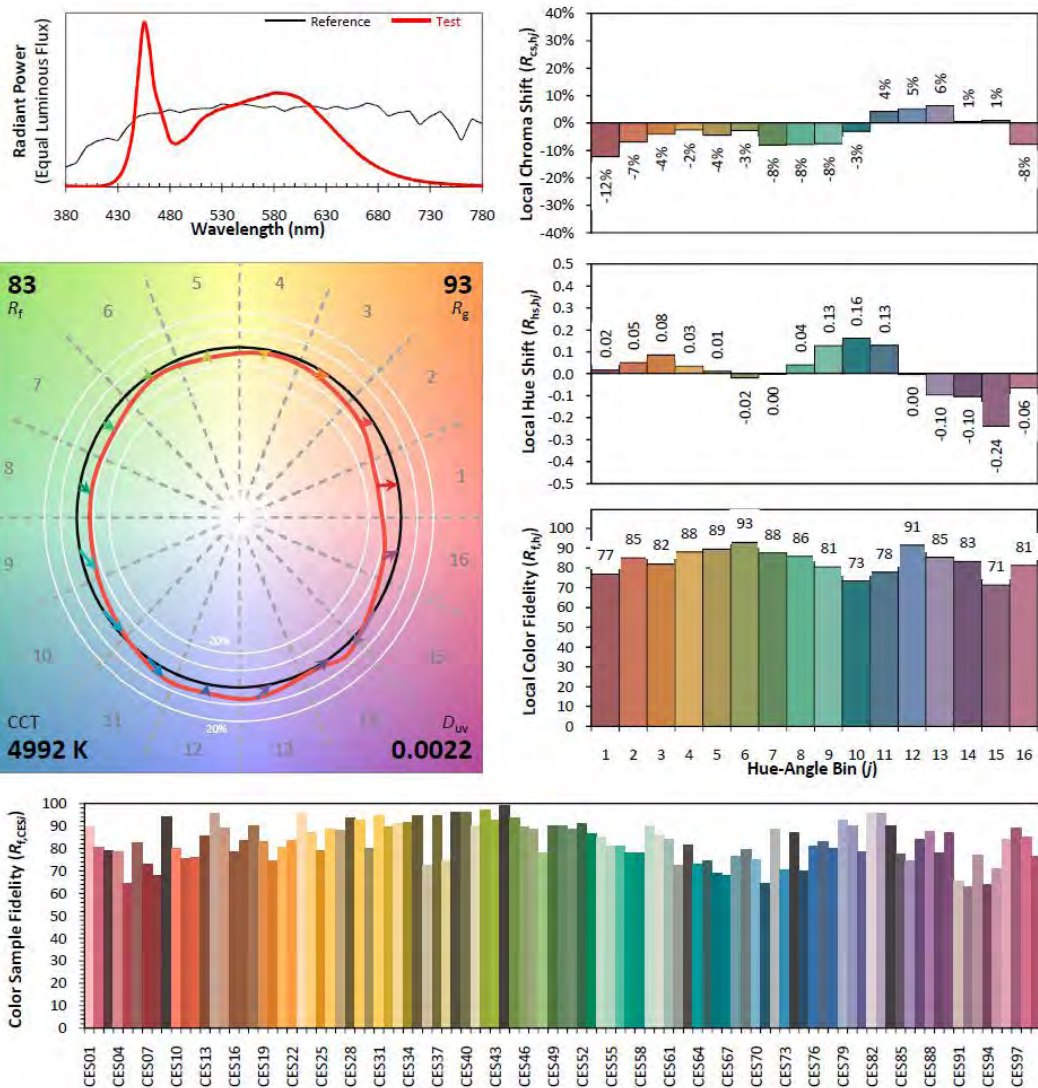 Radiant Power
(Equal Luminous Flux)
Reference
Test
380 430 480 530 580 630 680 730 780
Wavelength (nm)
Local Chroma Shift (Rcs,hj)
40%
30%
20%
10%
0%
-10%
-20%
-30%
-40%
-12% -7% -4% -2% -4% -3% -8% -8% -8% -3% 4% 5% 6% 1% 1% -8%
83
Rf
93
Rg
1
2
3
4
5
6
7
8
9
10
11
12
13
15
16
20%
20%
CCT
4992 K
Duv
0.0022
Local Hue Shift (Rhs,hj)
0.5
0.4
0.3
0.2
0.1
0.0
-0.1
-0.2
-0.3
-0.4
-0.5
0.02 0.05 0.08 0.03 0.01 -0.02 0.00 0.04 0.13 0.16 0.13 0.00 -0.10 -0.10 -0.24 -0.06
Local Color Fidelity (Rf,hj)
100
90
80
70
60
50
40
30
20
10
0
77 85 82 88 89 93 88 86 81 73 78 91 85 83 71 81
1 2 3 4 5 6 7 8 9 10 11 12 13 14 15 16
Hue-Angle Bin (j)
Color Sample Fidelity (Rf,CESi)
100
90
80
70
60
50
40
30
20
10
0
CES01 CES04 CES07 CES10 CES13 CES16 CES19 CES22 CES25 CES28 CES31 CES34 CES37 CES40 CES43 CES46 CES49 CES52 CES55 CES58 CES61 CES64 CES67 CES70 CES73 CES76 CES79 CES82 CES85 CES88 CES91 CES94 CES97